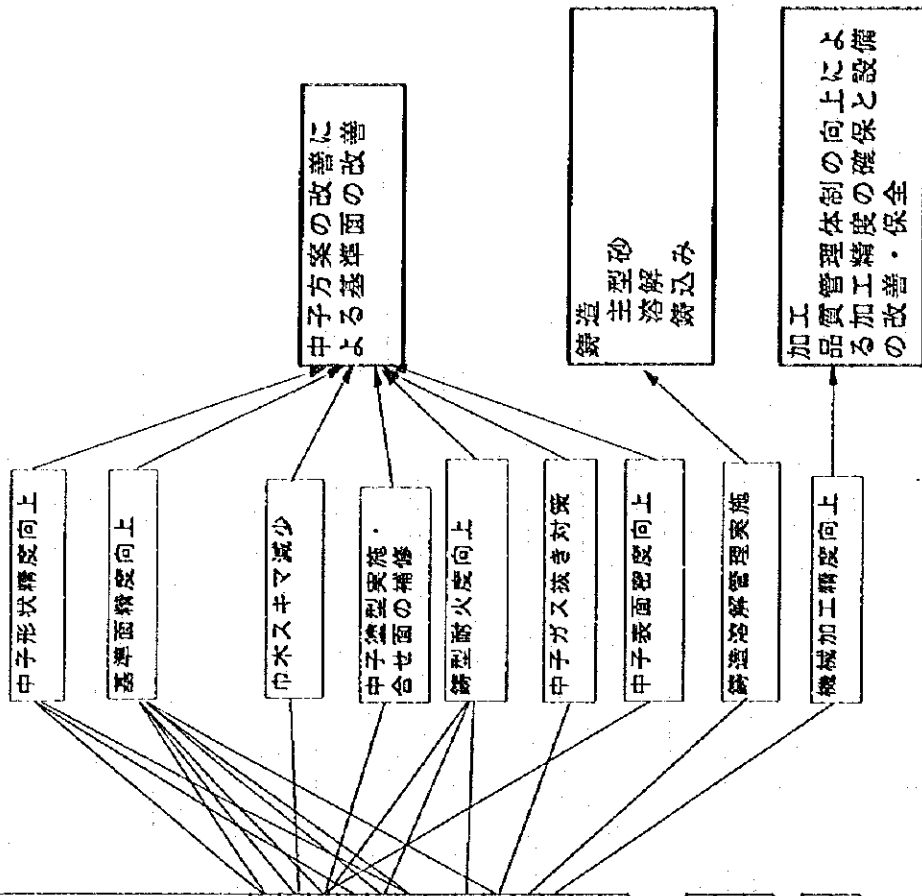 中子形状精度向上
基準面精度向上
巾木スキマ減少
中子塗型実施・
合せ面の補修
鋳型耐火度向上
中子ガス抜き対策
中子表面密度向上
鋳造溶解管理実施
機械加工精度向上
中子方案の改善に
よる基準面の改善
鋳造
主型砂
溶解
鋳込み
加工
品質管理体制の向上によ
る加工精度の確保と設備
の改善・保全